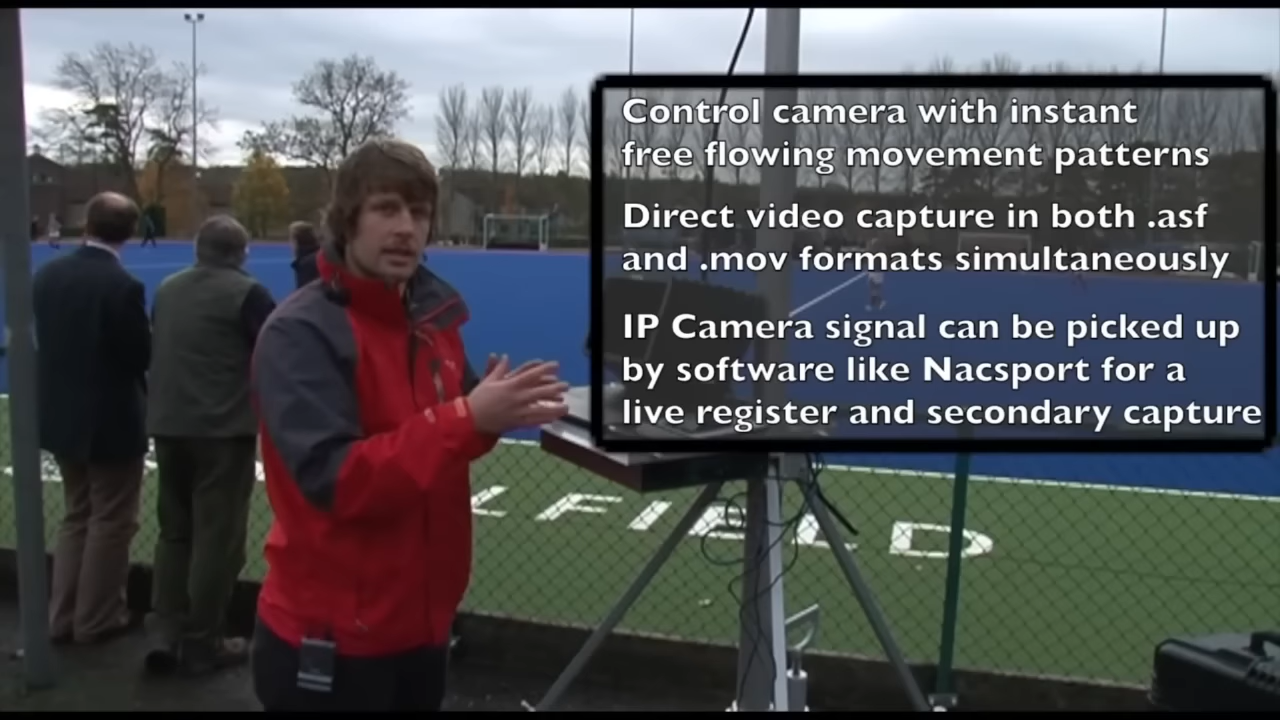 Control camera with instant
free flowing movement patterns
Direct video capture in both .asf
and .mov formats simultaneously
IP Camera signal can be picked up
by software like Nacsport for a
live register and secondary capture
LFIELD